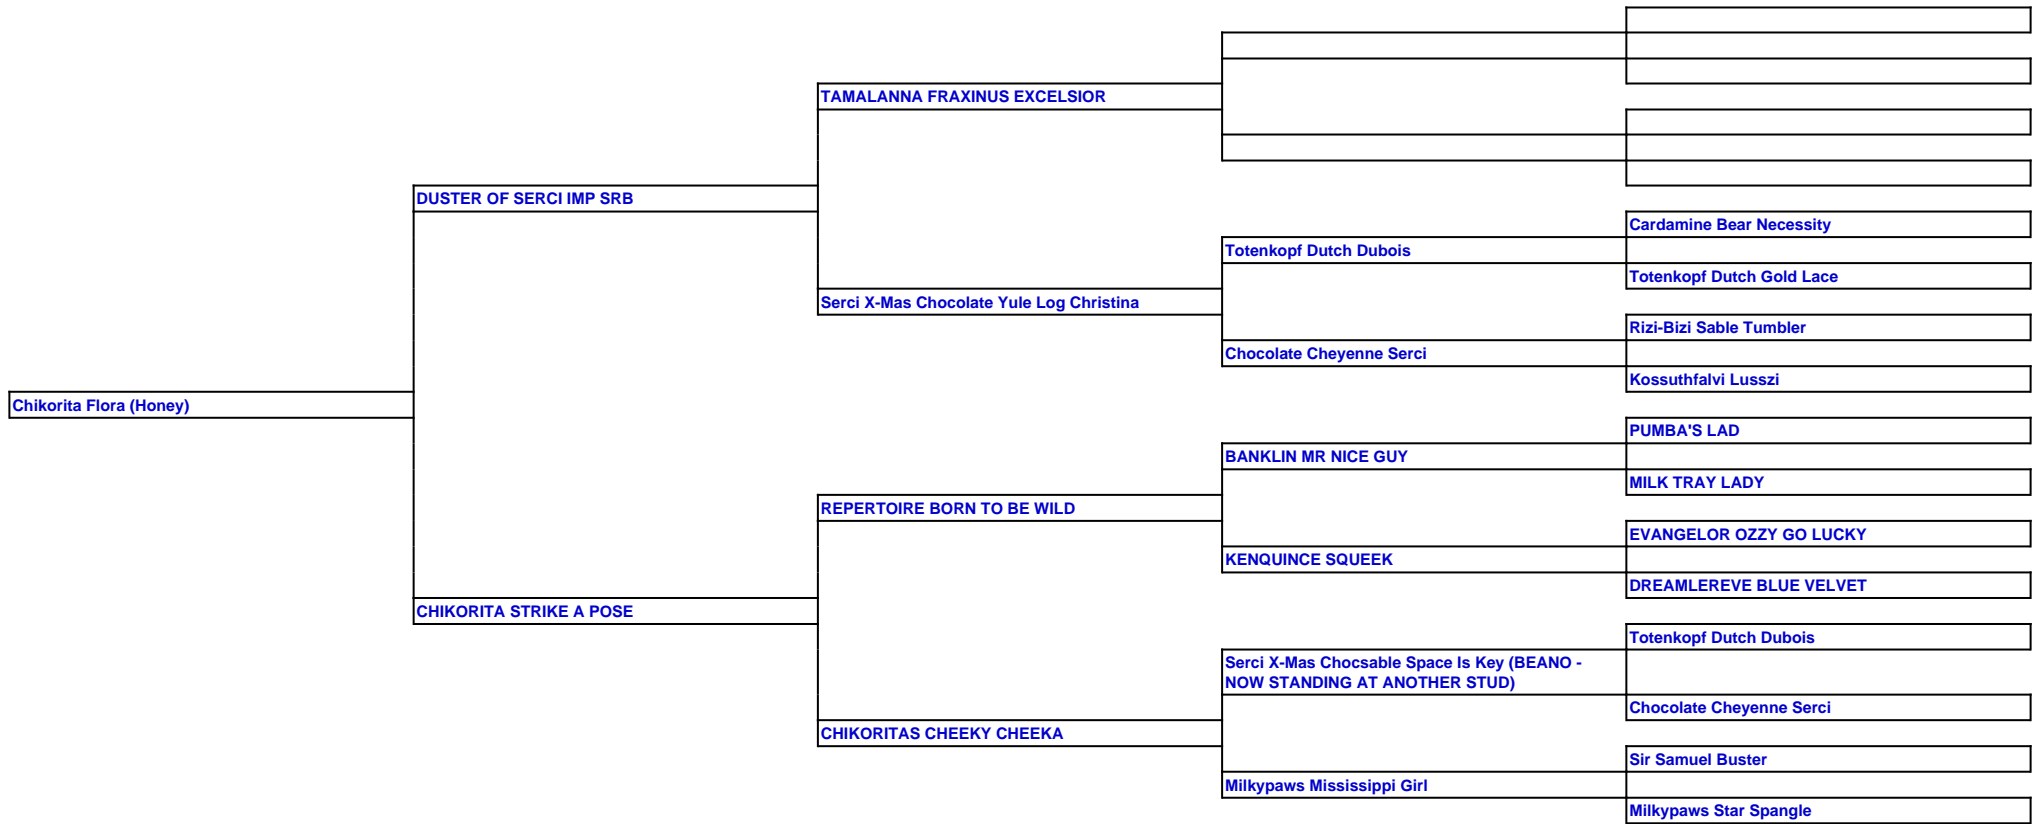 TAMALANNA FRAXINUS EXCELSIOR
DUSTER OF SERCI IMP SRB
Cardamine Bear Necessity
Totenkopf Dutch Dubois
Totenkopf Dutch Gold Lace
Serci X-Mas Chocolate Yule Log Christina
Rizi-Bizi Sable Tumbler
Chocolate Cheyenne Serci
Kossuthfalvi Lusszi
Chikorita Flora (Honey)
PUMBA'S LAD
BANKLIN MR NICE GUY
MILK TRAY LADY
REPERTOIRE BORN TO BE WILD
EVANGELOR OZZY GO LUCKY
KENQUINCE SQUEEK
DREAMLEREVE BLUE VELVET
CHIKORITA STRIKE A POSE
Totenkopf Dutch Dubois
Serci X-Mas Chocsable Space Is Key (BEANO -
NOW STANDING AT ANOTHER STUD)
Chocolate Cheyenne Serci
CHIKORITAS CHEEKY CHEEKA
Sir Samuel Buster
Milkypaws Mississippi Girl
Milkypaws Star Spangle